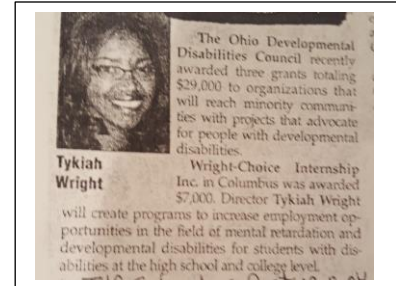 The Ohio Developmental
Disabilities Council recently
awarded three grants totaling
$29,000 to organizations that
will reach minority communi-
ties with projects that advocate
for people with developmental
disabilities.
Tykiah
Wright
Wright-Choice Internship
Inc. in Columbus was awarded
$7,000. Director Tykiah Wright
will create programs to increase employment op-
portunities in the field of mental retardation and
developmental disabilities for students with dis-
abilities at the high school and college level.